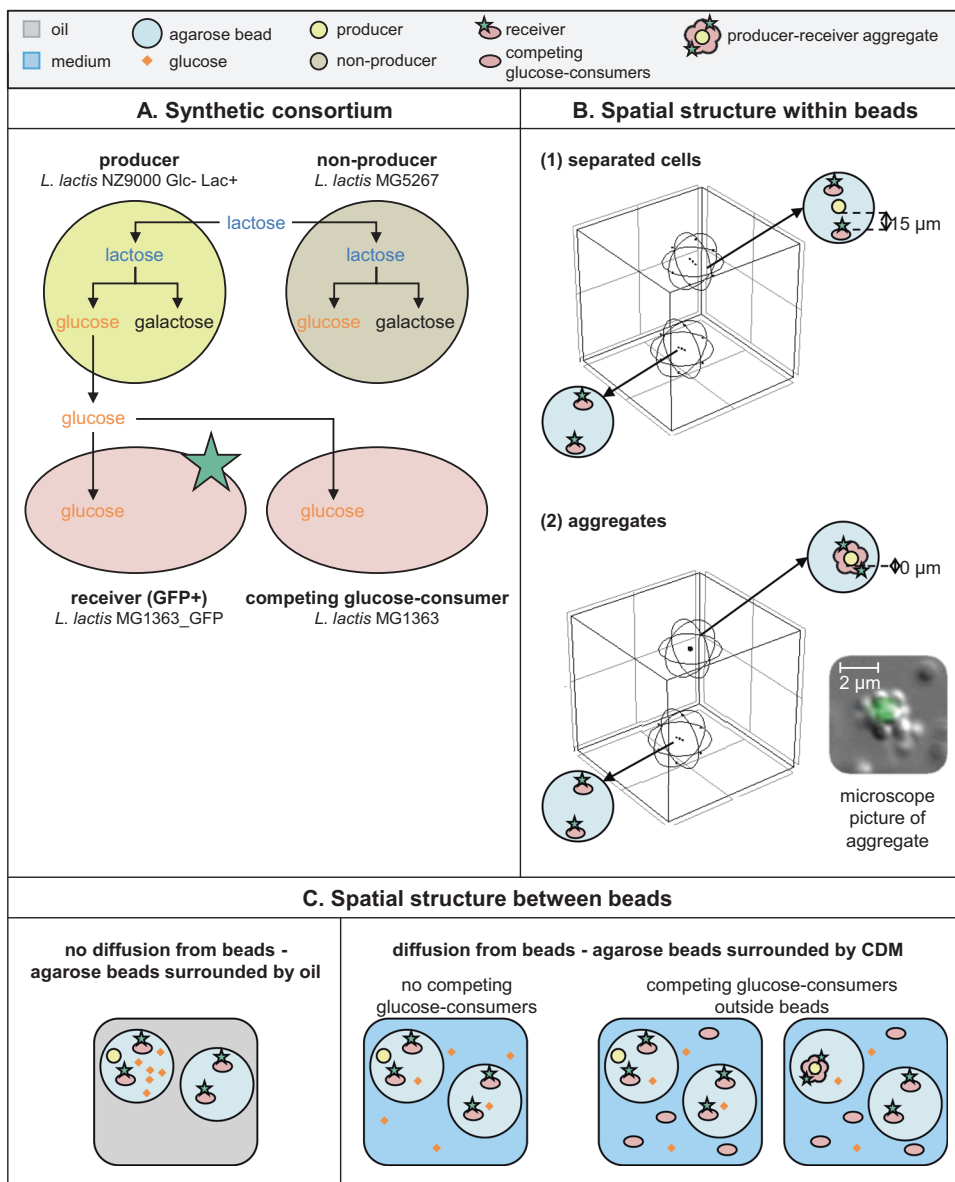 oil
medium
agarose bead
glucose
producer
non-producer
receiver
competing
glucose-consumers
producer-receiver aggregate
A. Synthetic consortium
producer
L. lactis NZ9000 Glc- Lac+
non-producer
L. lactis MG5267
lactose
lactose
lactose
glucose
galactose
glucose
galactose
glucose
glucose
glucose
receiver (GFP+)
L. lactis MG1363_GFP
competing glucose-consumer
L. lactis MG1363
B. Spatial structure within beads
(1) separated cells
15 µm
(2) aggregates
0 µm
2 µm
microscope
picture of
aggregate
C. Spatial structure between beads
no diffusion from beads -
agarose beads surrounded by oil
diffusion from beads - agarose beads surrounded by CDM
no competing
glucose-consumers
competing glucose-consumers
outside beads